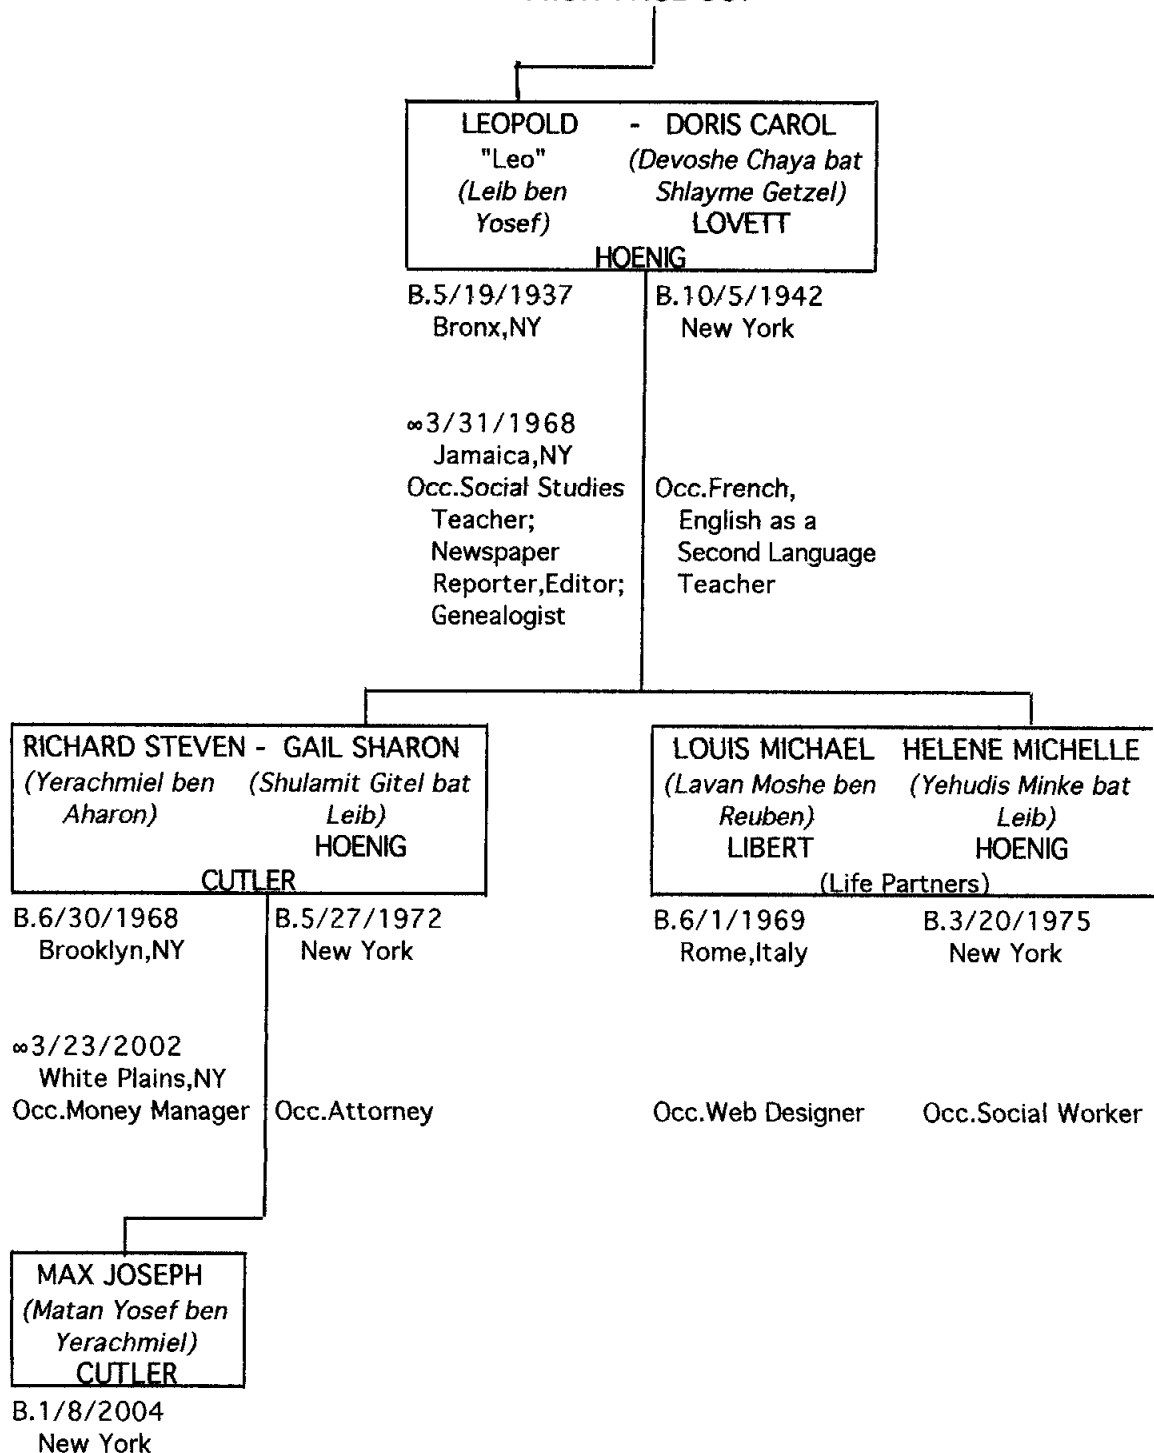 LEOPOLD - DORIS CAROL
"Leo" (Devoshe Chaya bat
(Leib ben Shlayme Getzel)
Yosef) LOVETT
HOENIG
B.5/19/1937 B.10/5/1942
Bronx,NY New York
∞3/31/1968
Jamaica,NY
Occ.Social Studies Occ.French,
Teacher; English as a
Newspaper Second Language
Reporter,Editor; Teacher
Genealogist
RICHARD STEVEN - GAIL SHARON
(Yerachmiel ben (Shulamit Gitel bat
Aharon) Leib)
HOENIG
CUTLER
B.6/30/1968 B.5/27/1972
Brooklyn,NY New York
∞3/23/2002
White Plains,NY
Occ.Money Manager Occ.Attorney
LOUIS MICHAEL HELENE MICHELLE
(Lavan Moshe ben (Yehudis Minke bat
Reuben) Leib)
LIBERT HOENIG
(Life Partners)
B.6/1/1969 B.3/20/1975
Rome,Italy New York
Occ.Web Designer Occ.Social Worker
MAX JOSEPH
(Matan Yosef ben
Yerachmiel)
CUTLER
B.1/8/2004
New York